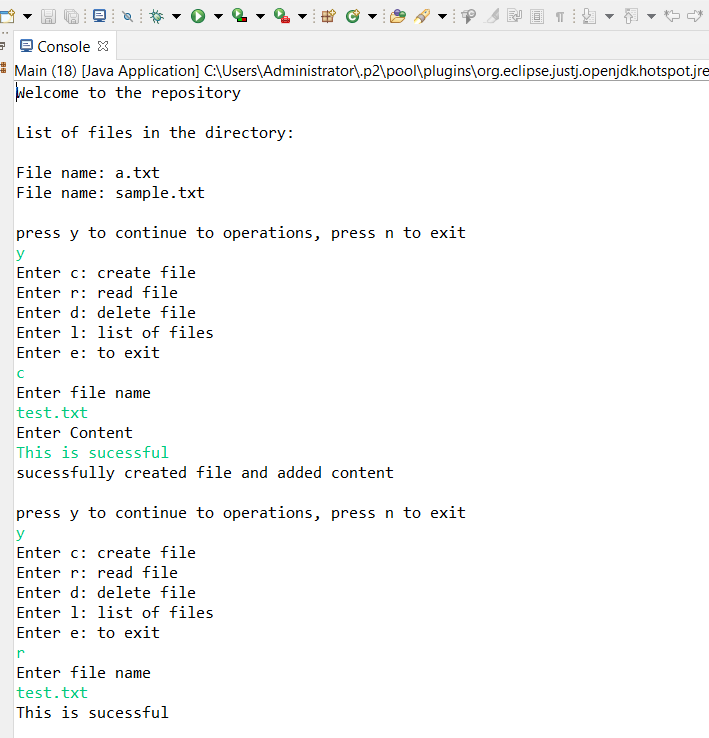 Console
Main (18) [Java Application] C:\Users\Administrator\.p2\pool\plugins\org.eclipse.justj.openjdk.hotspot.jre
Welcome to the repository
List of files in the directory:
File name: a.txt
File name: sample.txt
press y to continue to operations, press n to exit
y
Enter c: create file
Enter r: read file
Enter d: delete file
Enter l: list of files
Enter e: to exit
c
Enter file name
test.txt
Enter Content
This is sucessful
sucessfully created file and added content
press y to continue to operations, press n to exit
y
Enter c: create file
Enter r: read file
Enter d: delete file
Enter l: list of files
Enter e: to exit
r
Enter file name
test.txt
This is sucessful